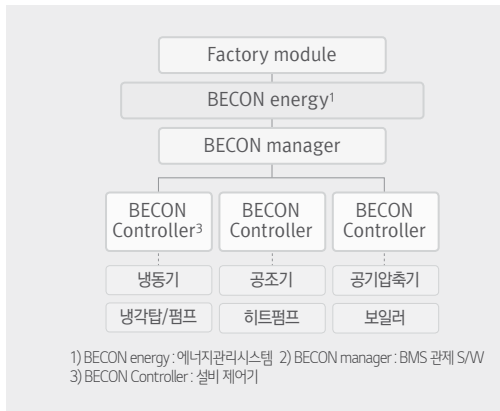 Factory module
BECON energy¹
BECON manager
BECON BECON BECON
Controller³ Controller Controller
냉동기 공조기 공기압축기
냉각탑/펌프 히트펌프 보일러
1) BECON energy : 에너지관리시스템 2) BECON manager : BMS 관제 S/W
3) BECON Controller : 설비 제어기